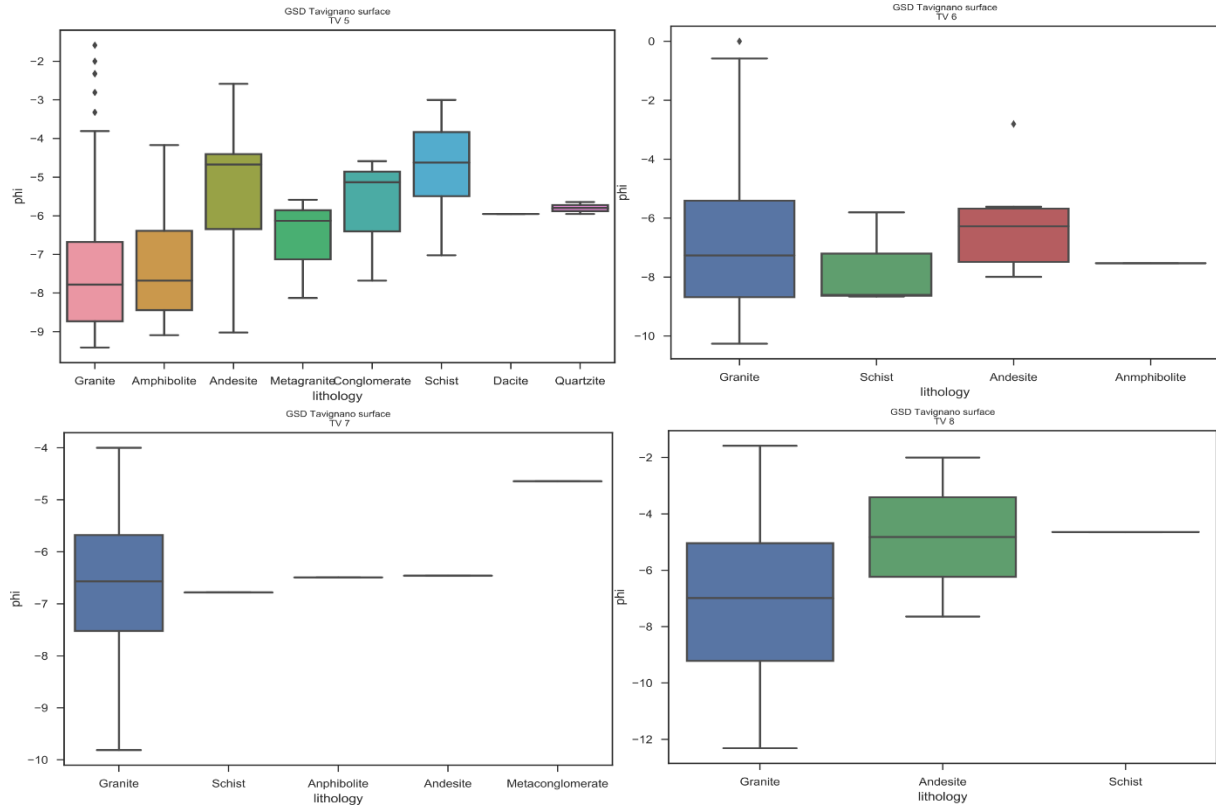 GSD Tavignano surface
TV 5
phi
−2
−3
−4
−5
−6
−7
−8
−9
Granite Amphibolite Andesite Metagranite Conglomerate Schist Dacite Quartzite
lithology
GSD Tavignano surface
TV 6
phi
0
−2
−4
−6
−8
−10
Granite Schist Andesite Anmphibolite
lithology
GSD Tavignano surface
TV 7
phi
−4
−5
−6
−7
−8
−9
−10
Granite Schist Anphibolite Andesite Metaconglomerate
lithology
GSD Tavignano surface
TV 8
phi
−2
−4
−6
−8
−10
−12
Granite Andesite Schist
lithology